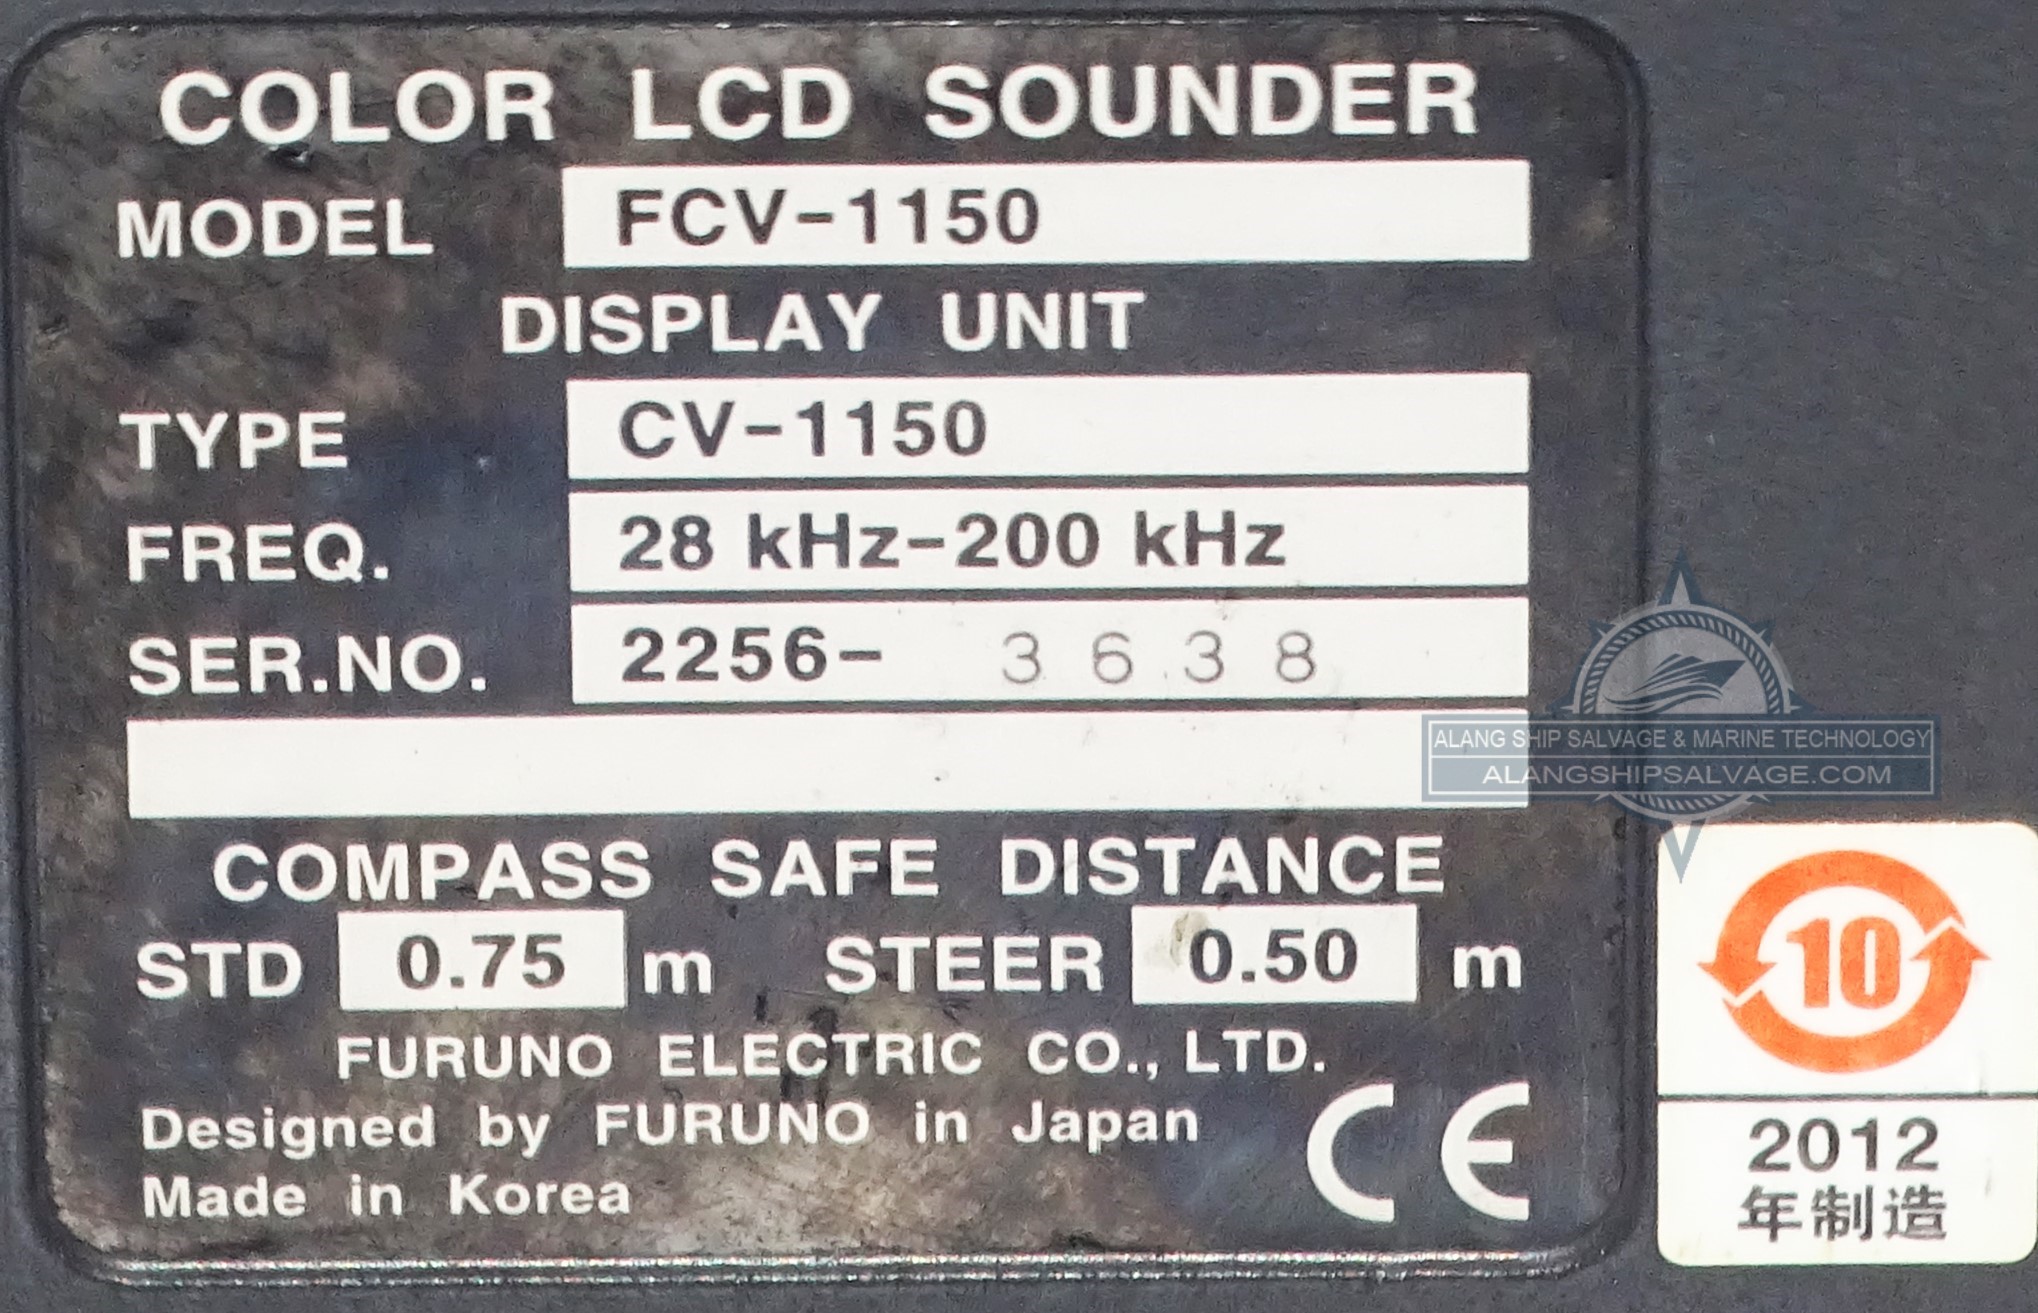 COLOR LCD SOUNDER
MODEL FCV-1150
DISPLAY UNIT
TYPE CV-1150
FREQ. 28 kHz-200 kHz
SER.NO. 2256- 3638
ALANG SHIP SALVAGE & MARINE TECHNOLOGY
ALANGSHIPSALVAGE.COM
COMPASS SAFE DISTANCE
STD 0.75 m STEER 0.50 m
FURUNO ELECTRIC CO., LTD.
Designed by FURUNO in Japan
Made in Korea
CE
10
2012
年制造